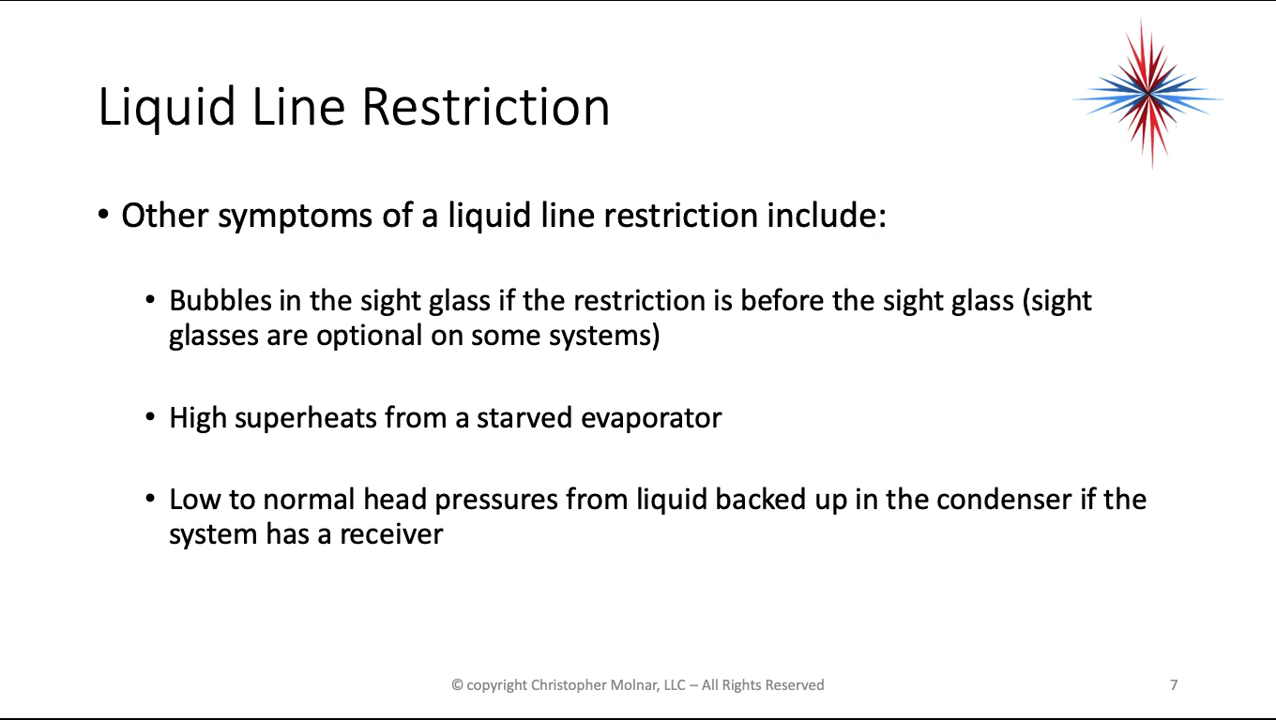 Liquid Line Restriction
• Other symptoms of a liquid line restriction include:
• Bubbles in the sight glass if the restriction is before the sight glass (sight
glasses are optional on some systems)
• High superheats from a starved evaporator
• Low to normal head pressures from liquid backed up in the condenser if the
system has a receiver
© copyright Christopher Molnar, LLC – All Rights Reserved
7